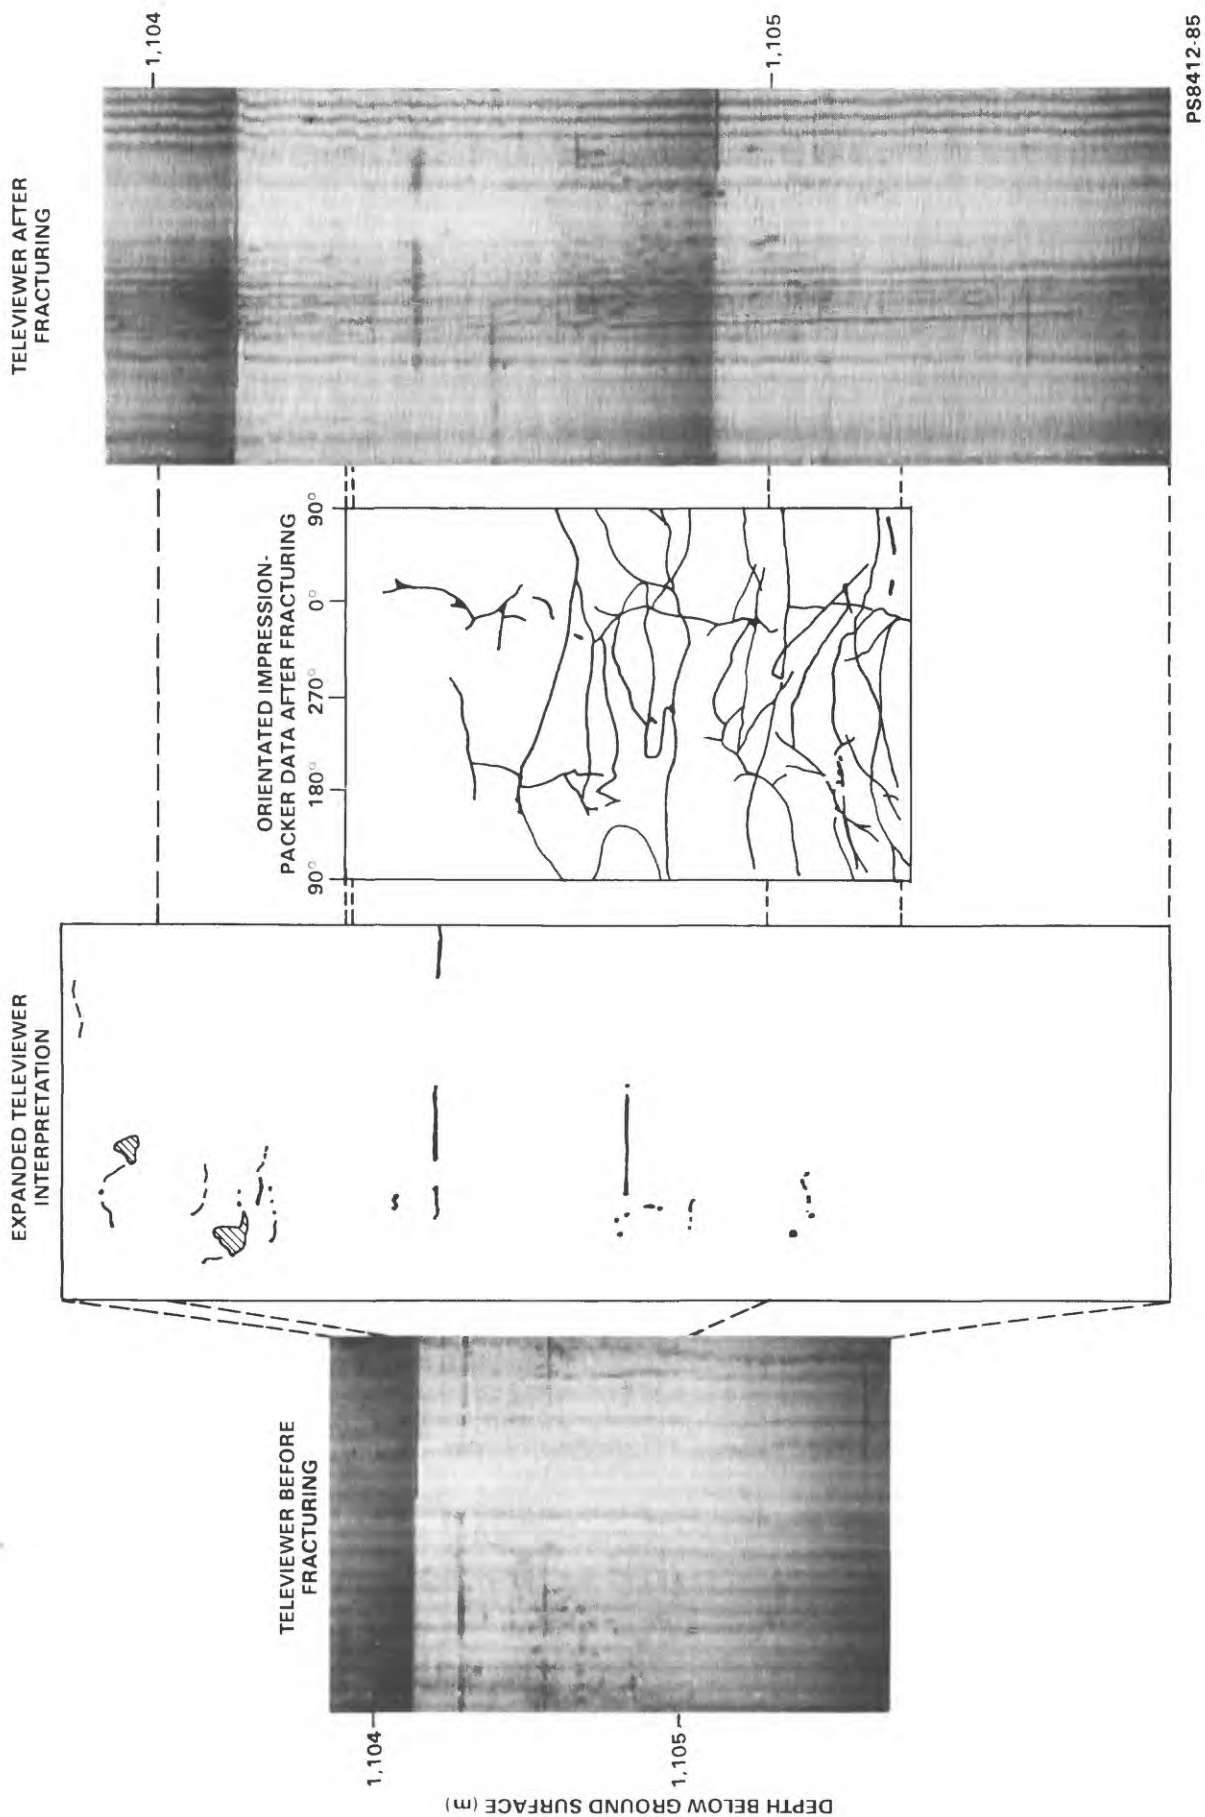 TELEVIEWER BEFORE
FRACTURING
EXPANDED TELEVIEWER
INTERPRETATION
ORIENTATED IMPRESSION-
PACKER DATA AFTER FRACTURING
TELEVIEWER AFTER
FRACTURING
90° 180° 270° 0° 90°
1,104
1,105
1,104
1,105
DEPTH BELOW GROUND SURFACE (m)
PS8412-85